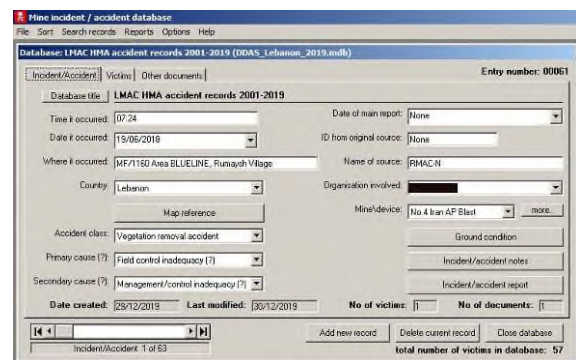 Mine incident / accident database
File Sort Search records Reports Options Help
Database: LMAC HMA accident records 2001-2019 (DDAS_Lebanon_2019.mdb)
Incident/Accident Victims Other documents Entry number: 00061
Database title LMAC HMA accident records 2001-2019
Time it occurred: 07:24 Date of main report: None
Date it occurred: 19/06/2018 ID from original source: None
Where it occurred: MF/1160 Area BLUELINE, Rumaysh Village Name of source: RMAC-N
Country: Lebanon Organisation involved:
Map reference Mine\device: No.4 Iran AP Blast more..
Accident class: Vegetation removal accident Ground condition
Primary cause (?): Field control inadequacy (?) Incident/accident notes
Secondary cause (?): Management/control inadequacy (?) Incident/accident report
Date created: 29/12/2019 Last modified: 30/12/2019 No of victims: 1 No of documents: 1
Add new record Delete current record Close database
Incident/Accident 1 of 63 total number of victims in database: 57